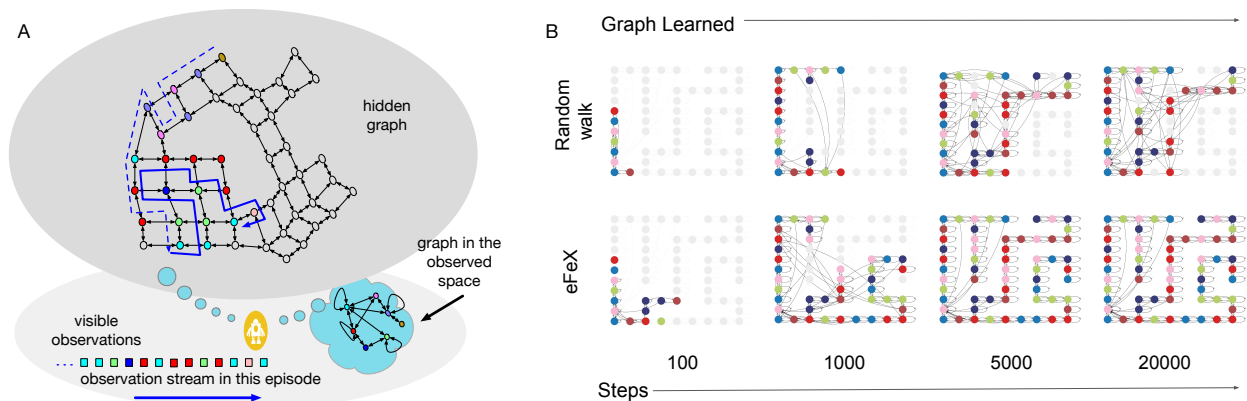 A
hidden
graph
graph in the
observed
space
visible
observations
observation stream in this episode
B
Graph Learned
Random
walk
eFeX
100
1000
5000
20000
Steps